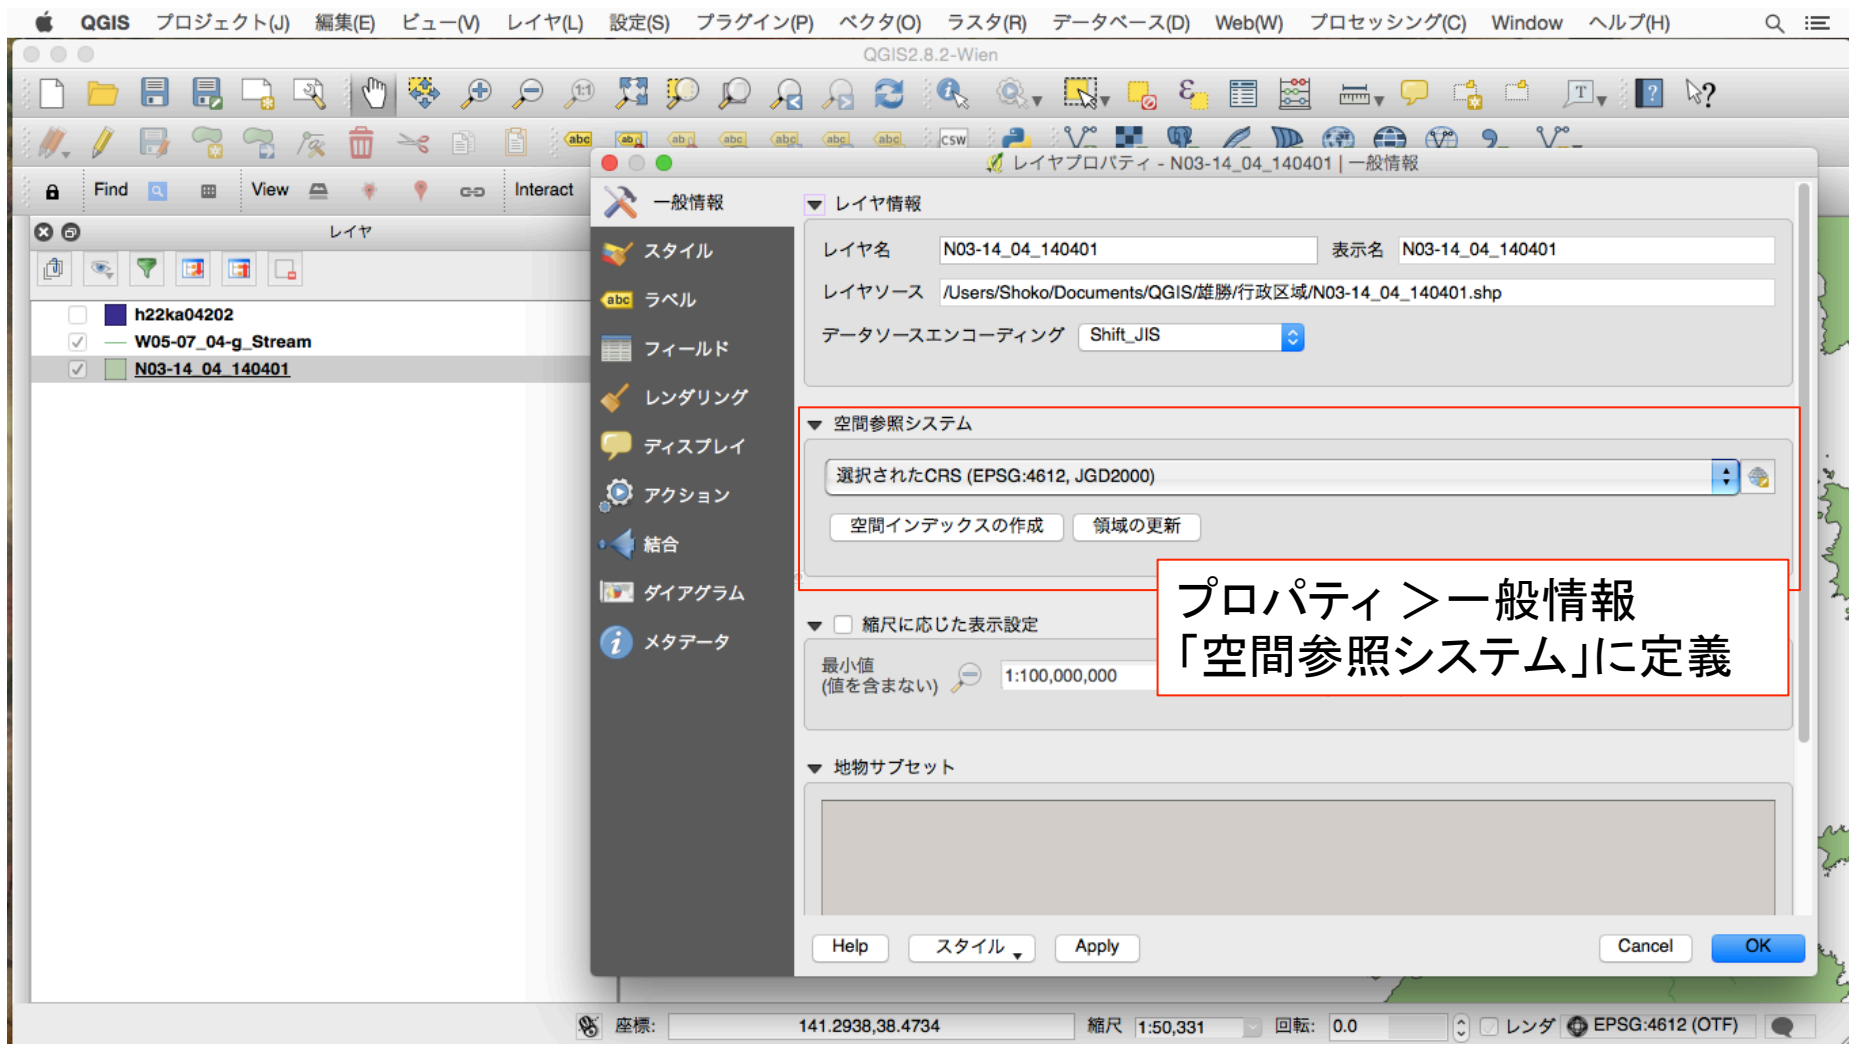 QGIS プロジェクト(J) 編集(E) ビュー(V) レイヤ(L) 設定(S) プラグイン(P) ベクタ(O) ラスタ(R) データベース(D) Web(W) プロセッシング(C) Window ヘルプ(H)
QGIS2.8.2-Wien
Find View Interact
レイヤ
h22ka04202
W05-07_04-g_Stream
N03-14_04_140401
レイヤプロパティ - N03-14_04_140401 | 一般情報
一般情報
スタイル
ラベル
フィールド
レンダリング
ディスプレイ
アクション
結合
ダイアグラム
メタデータ
レイヤ情報
レイヤ名 N03-14_04_140401 表示名 N03-14_04_140401
レイヤソース /Users/Shoko/Documents/QGIS/雄勝/行政区域/N03-14_04_140401.shp
データソースエンコーディング Shift_JIS
空間参照システム
選択されたCRS (EPSG:4612, JGD2000)
空間インデックスの作成 領域の更新
プロパティ＞一般情報
「空間参照システム」に定義
縮尺に応じた表示設定
最小値
(値を含まない) 1:100,000,000
地物サブセット
Help スタイル Apply Cancel OK
座標: 141.2938,38.4734 縮尺 1:50,331 回転: 0.0 レンダ EPSG:4612 (OTF)